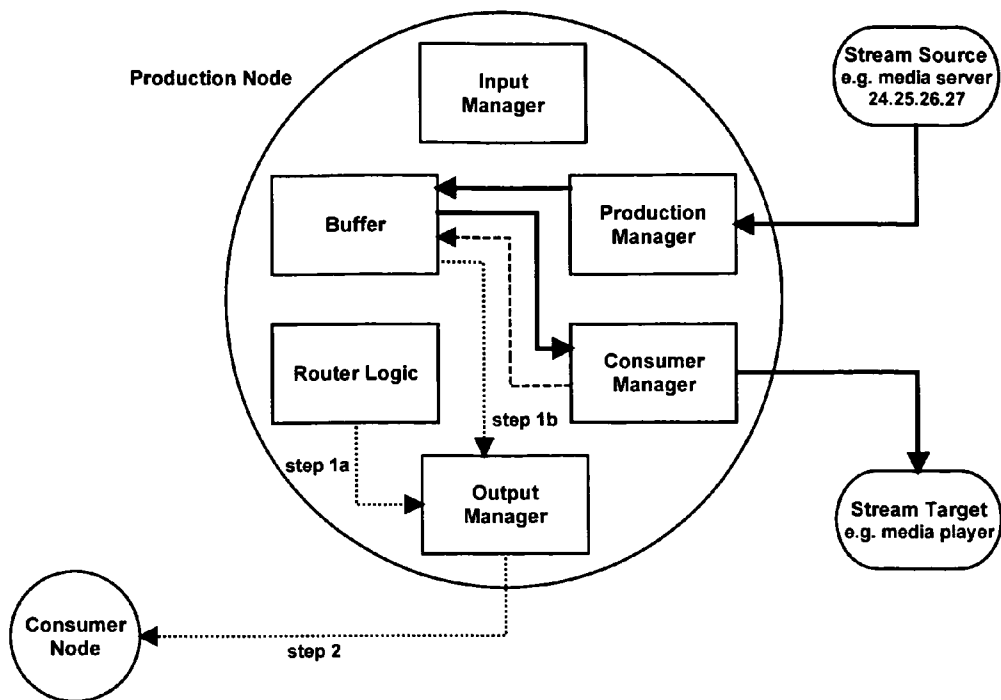 Production Node
Input
Manager
Stream Source
e.g. media server
24.25.26.27
Buffer
Production
Manager
Router Logic
Consumer
Manager
step 1b
step 1a
Output
Manager
Stream Target
e.g. media player
Consumer
Node
step 2